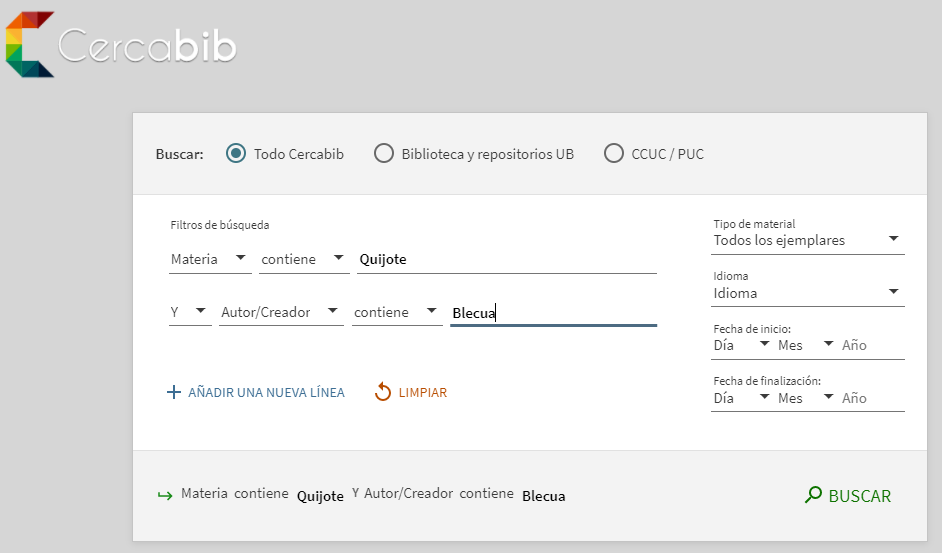 Cercabib
Buscar: Todo Cercabib Biblioteca y repositorios UB CCUC / PUC
Filtros de búsqueda
Materia contiene Quijote
Y Autor/Creador contiene Blecua
AÑADIR UNA NUEVA LÍNEA LIMPIAR
Tipo de material
Todos los ejemplares
Idioma
Idioma
Fecha de inicio:
Día Mes Año
Fecha de finalización:
Día Mes Año
Materia contiene Quijote Y Autor/Creador contiene Blecua
BUSCAR